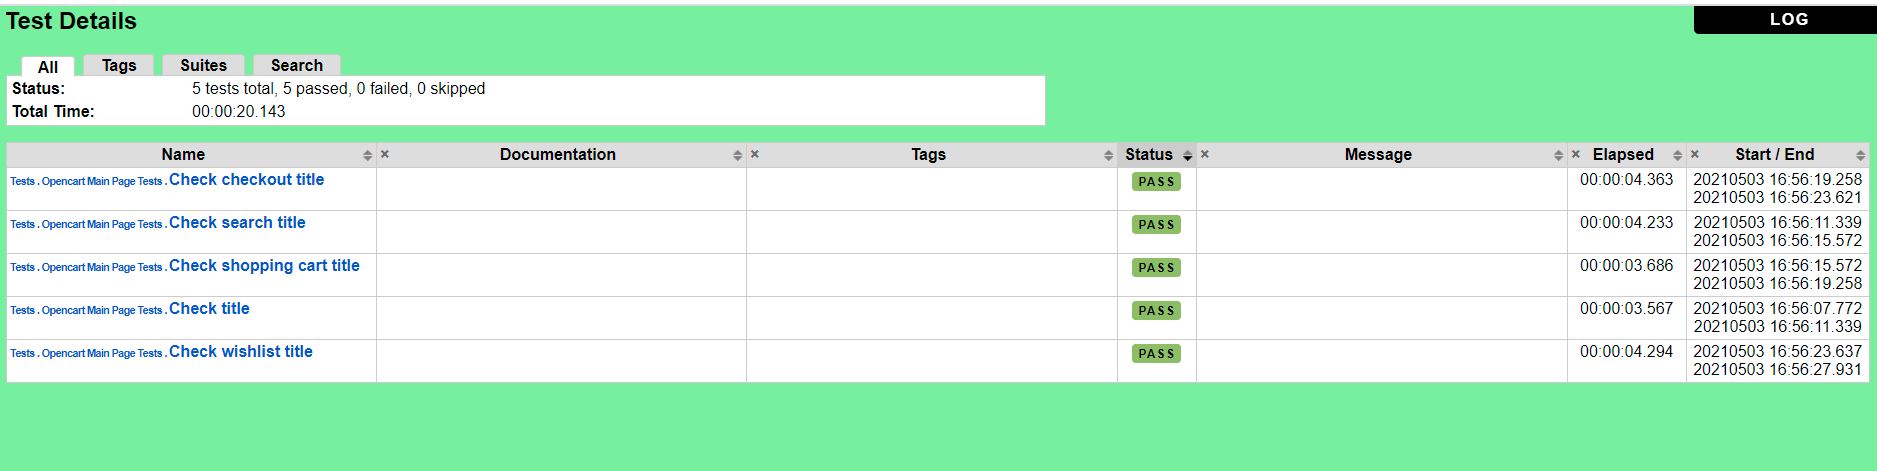 Test Details
LOG
All Tags Suites Search
Status: 5 tests total, 5 passed, 0 failed, 0 skipped
Total Time: 00:00:20.143
Name × Documentation × Tags Status × Message × Elapsed × Start / End
Tests . Opencart Main Page Tests . Check checkout title PASS 00:00:04.363 20210503 16:56:19.258
20210503 16:56:23.621
Tests . Opencart Main Page Tests . Check search title PASS 00:00:04.233 20210503 16:56:11.339
20210503 16:56:15.572
Tests . Opencart Main Page Tests . Check shopping cart title PASS 00:00:03.686 20210503 16:56:15.572
20210503 16:56:19.258
Tests . Opencart Main Page Tests . Check title PASS 00:00:03.567 20210503 16:56:07.772
20210503 16:56:11.339
Tests . Opencart Main Page Tests . Check wishlist title PASS 00:00:04.294 20210503 16:56:23.637
20210503 16:56:27.931